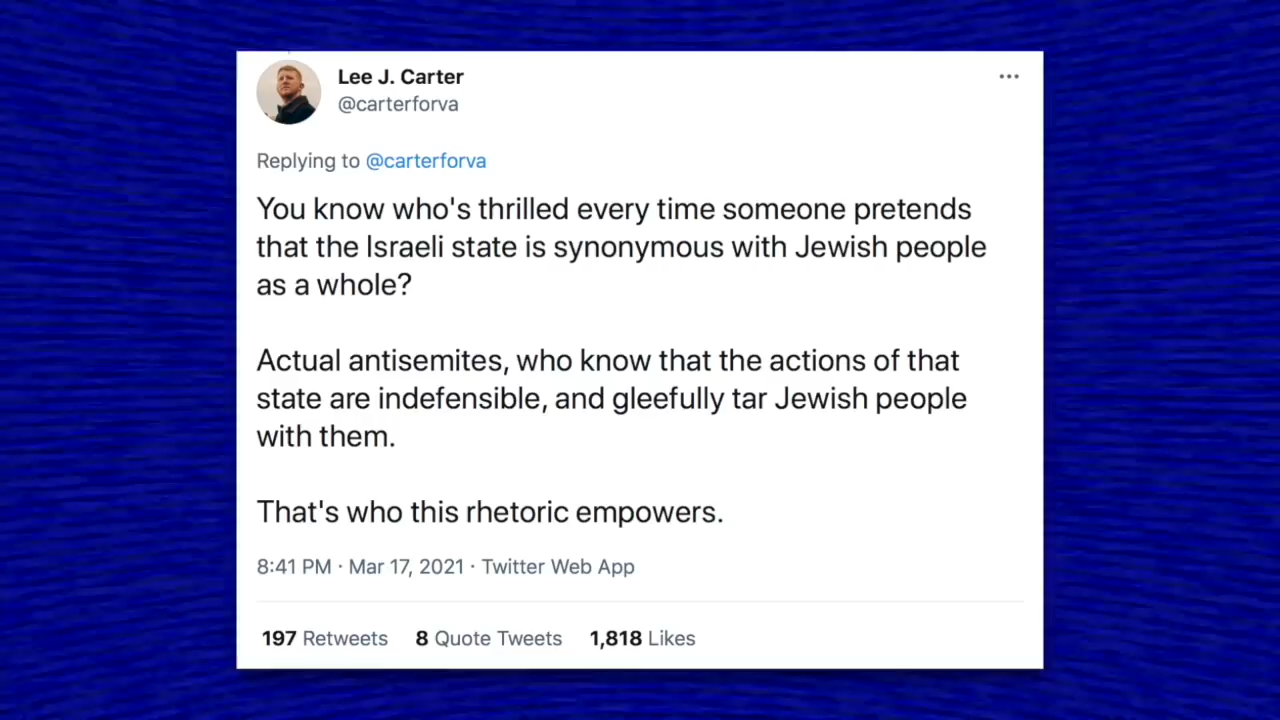 Lee J. Carter
@carterforva
Replying to @carterforva
You know who's thrilled every time someone pretends
that the Israeli state is synonymous with Jewish people
as a whole?
Actual antisemites, who know that the actions of that
state are indefensible, and gleefully tar Jewish people
with them.
That's who this rhetoric empowers.
8:41 PM · Mar 17, 2021 · Twitter Web App
197 Retweets 8 Quote Tweets 1,818 Likes